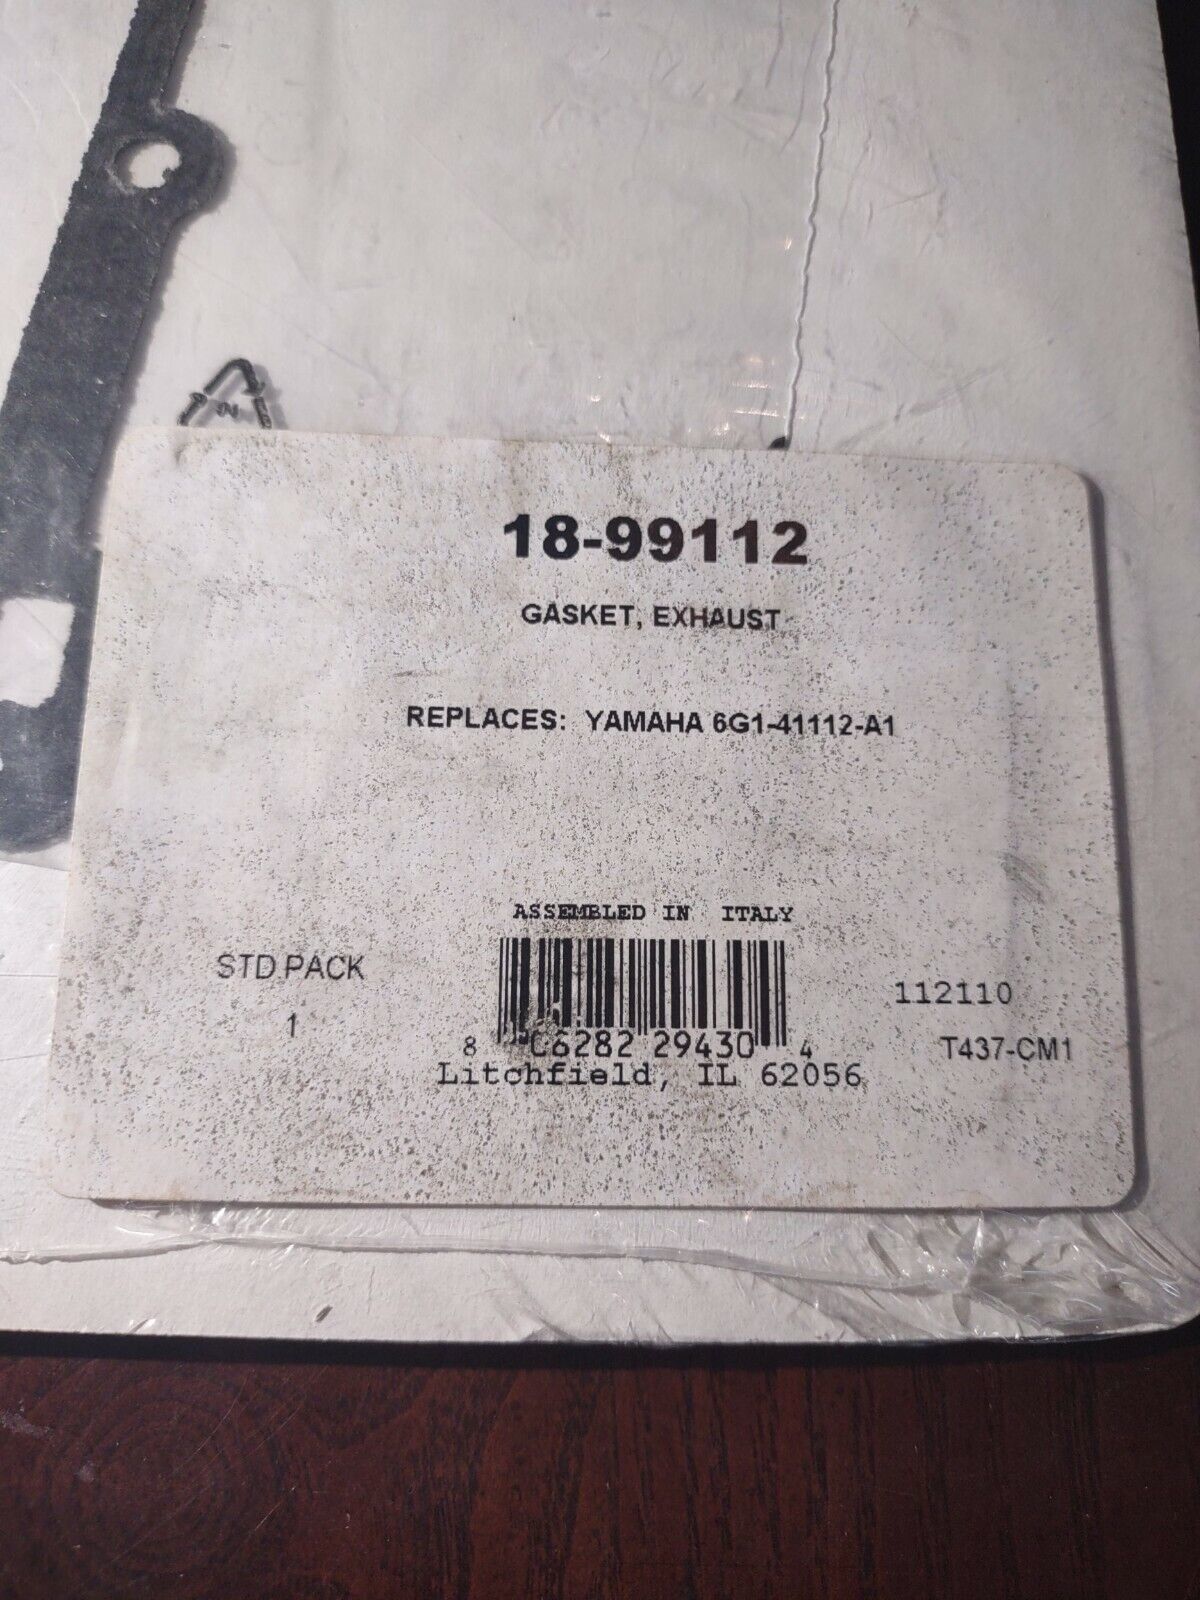 18-99112
GASKET, EXHAUST
REPLACES: YAMAHA 6G1-41112-A1
ASSEMBLED IN ITALY
STD PACK
1
112110
8 06282 29430 4
T437-CM1
Litchfield, IL 62056